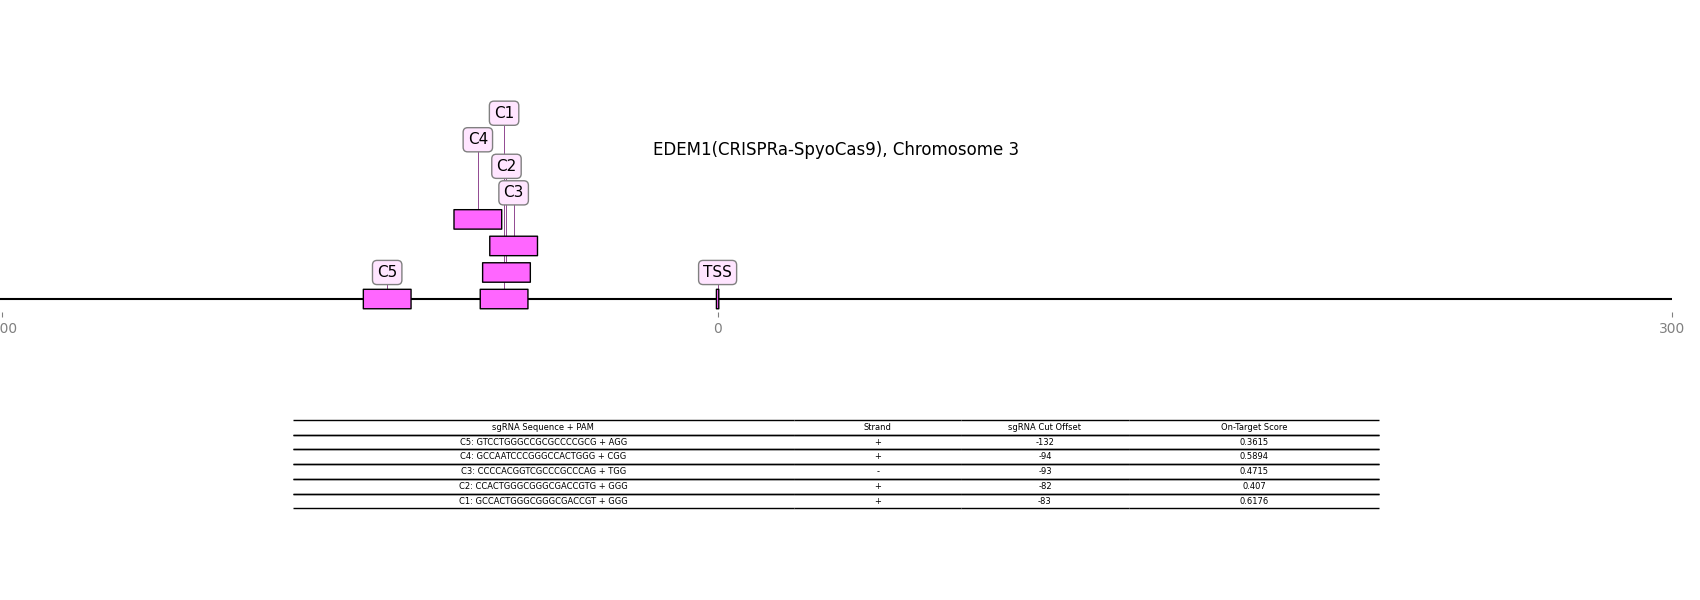 C1
C4
EDEM1(CRISPRa-SpyoCas9), Chromosome 3
C2
C3
C5
TSS
00
0
300
sgRNA Sequence + PAM Strand sgRNA Cut Offset On-Target Score
C5: GTCCTGGGCCGCGCCCCGCG + AGG + -132 0.3615
C4: GCCAATCCCGGGCCACTGGG + CGG + -94 0.5894
C3: CCCCACGGTCGCCCGCCCAG + TGG - -93 0.4715
C2: CCACTGGGCGGGCGACCGTG + GGG + -82 0.407
C1: GCCACTGGGCGGGCGACCGT + GGG + -83 0.6176